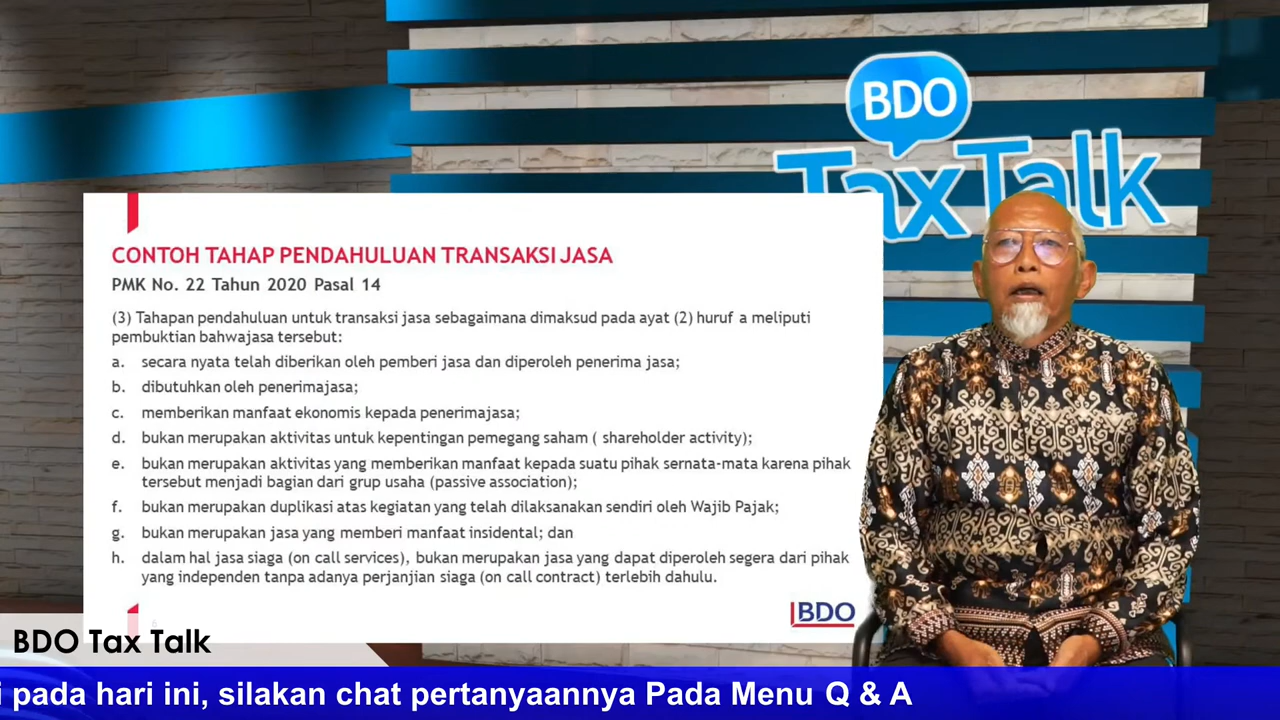 BDO
TaxTalk
CONTOH TAHAP PENDAHULUAN TRANSAKSI JASA
PMK No. 22 Tahun 2020 Pasal 14
(3) Tahapan pendahuluan untuk transaksi jasa sebagaimana dimaksud pada ayat (2) huruf a meliputi
pembuktian bahwajasa tersebut:
a. secara nyata telah diberikan oleh pemberi jasa dan diperoleh penerima jasa;
b. dibutuhkan oleh penerimajasa;
c. memberikan manfaat ekonomis kepada penerimajasa;
d. bukan merupakan aktivitas untuk kepentingan pemegang saham ( shareholder activity);
e. bukan merupakan aktivitas yang memberikan manfaat kepada suatu pihak sernata-mata karena pihak
tersebut menjadi bagian dari grup usaha (passive association);
f. bukan merupakan duplikasi atas kegiatan yang telah dilaksanakan sendiri oleh Wajib Pajak;
g. bukan merupakan jasa yang memberi manfaat insidental; dan
h. dalam hal jasa siaga (on call services), bukan merupakan jasa yang dapat diperoleh segera dari pihak
yang independen tanpa adanya perjanjian siaga (on call contract) terlebih dahulu.
6
BDO
BDO Tax Talk
i pada hari ini, silakan chat pertanyaannya Pada Menu Q & A